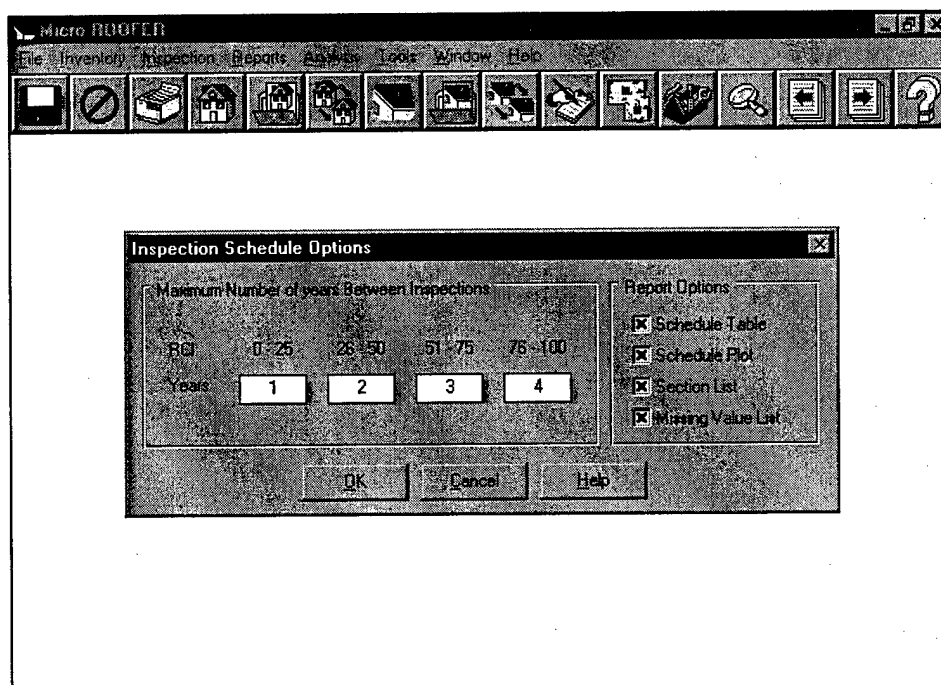 Micro ROOFER
File Inventory Inspection Reports Analysis Tools Window Help
Inspection Schedule Options
Maximum Number of years Between Inspections
RCI 0 - 25 26 - 50 51 - 75 76 - 100
Years 1 2 3 4
Report Options
Schedule Table
Schedule Plot
Section List
Missing Value List
OK Cancel Help